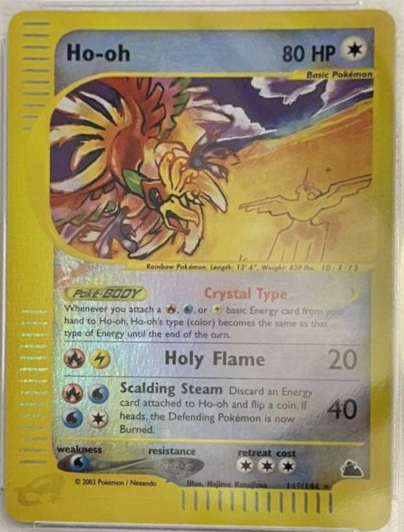 Ho-oh 80 HP
Basic Pokémon
Rainbow Pokémon. Length: 12' 6", Weight: 439 lbs. ID: E-75
Poké-BODY Crystal Type
Whenever you attach a , , or basic Energy card from your
hand to Ho-oh, Ho-oh's type (color) becomes the same as that
type of Energy until the end of the turn.
Holy Flame 20
Scalding Steam Discard an Energy
card attached to Ho-oh and flip a coin. If
heads, the Defending Pokémon is now
Burned.
40
weakness resistance retreat cost
Illus. Hajime Kusajima 149/144
© 2003 Pokémon / Nintendo
e